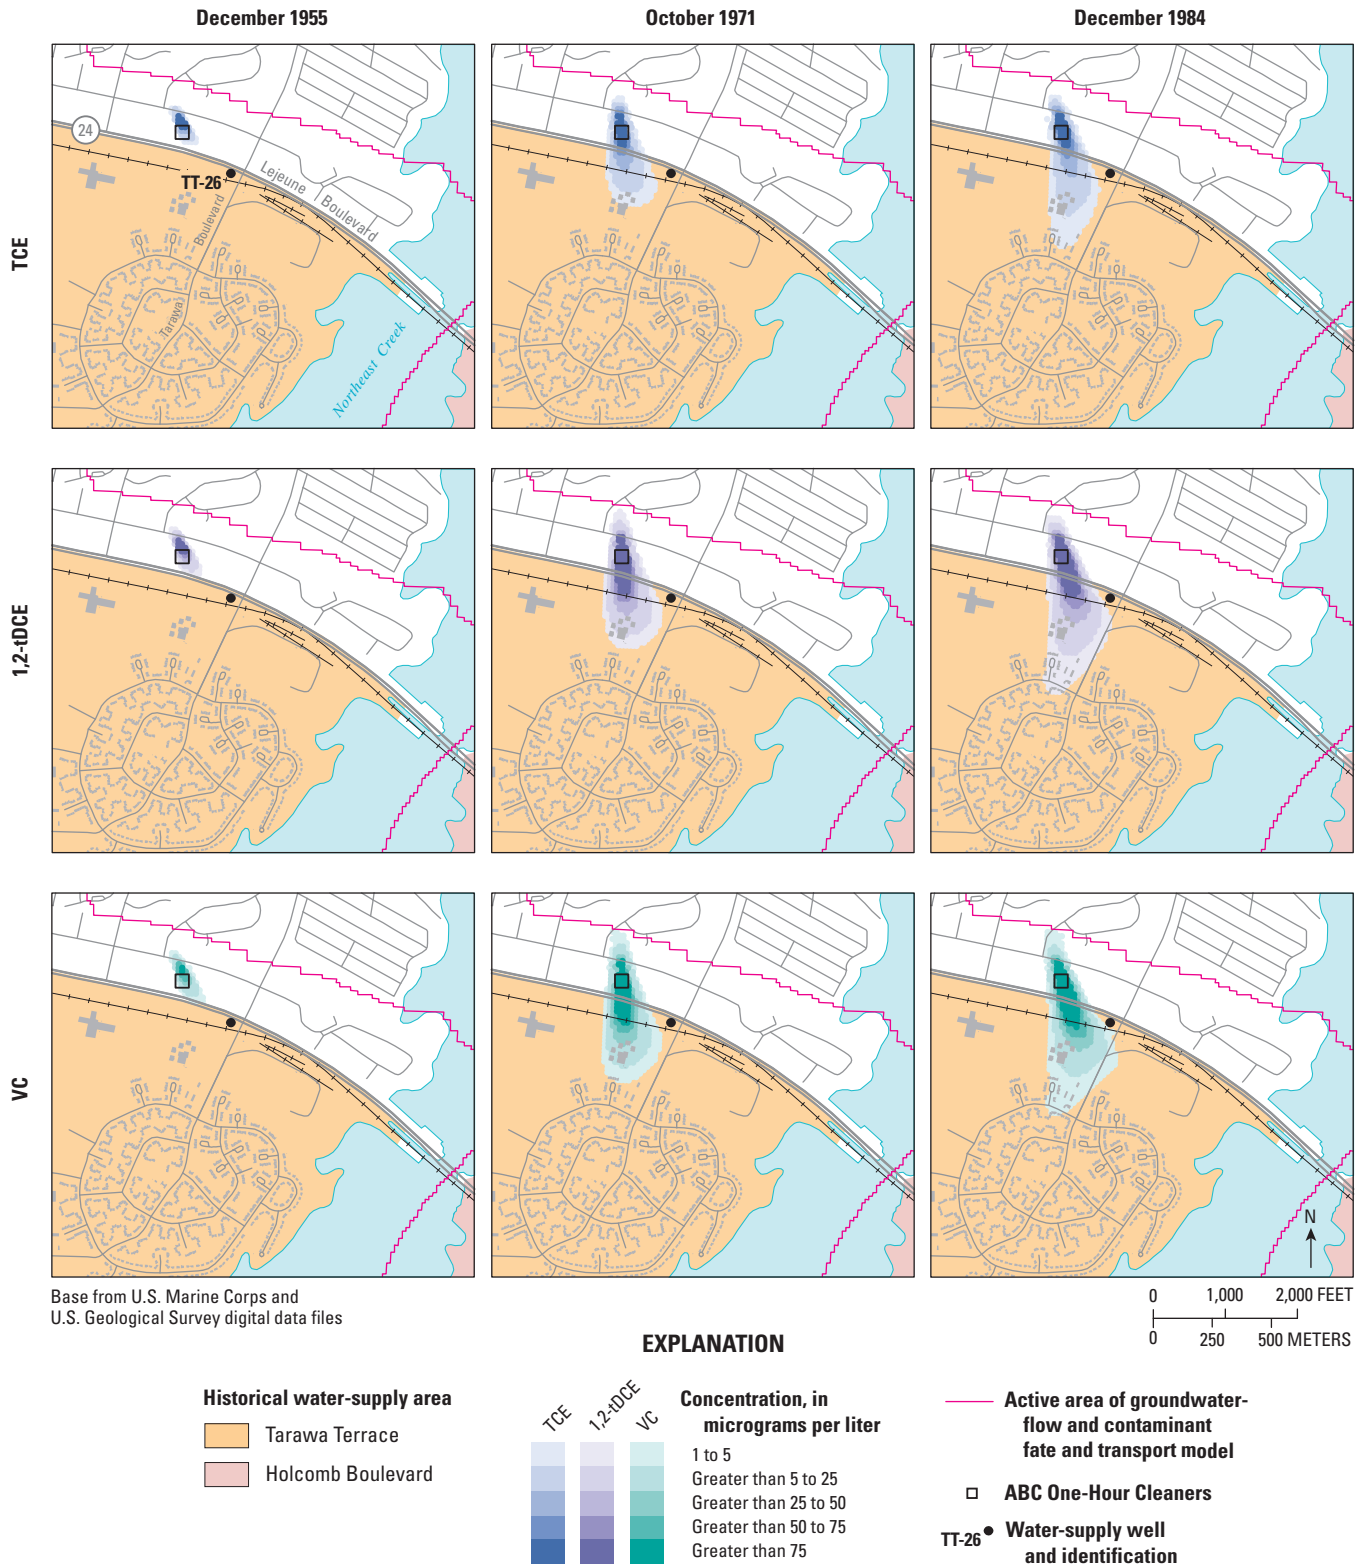 December 1955
October 1971
December 1984
TCE
24
TT-26
Lejeune
Boulevard
Boulevard
Tarawa
Northeast Creek
1,2-tDCE
VC
N
Base from U.S. Marine Corps and
U.S. Geological Survey digital data files
0 1,000 2,000 FEET
0 250 500 METERS
EXPLANATION
Historical water-supply area
Tarawa Terrace
Holcomb Boulevard
TCE
1,2-tDCE
VC
Concentration, in
micrograms per liter
1 to 5
Greater than 5 to 25
Greater than 25 to 50
Greater than 50 to 75
Greater than 75
Active area of groundwater-
flow and contaminant
fate and transport model
ABC One-Hour Cleaners
TT-26 Water-supply well
and identification